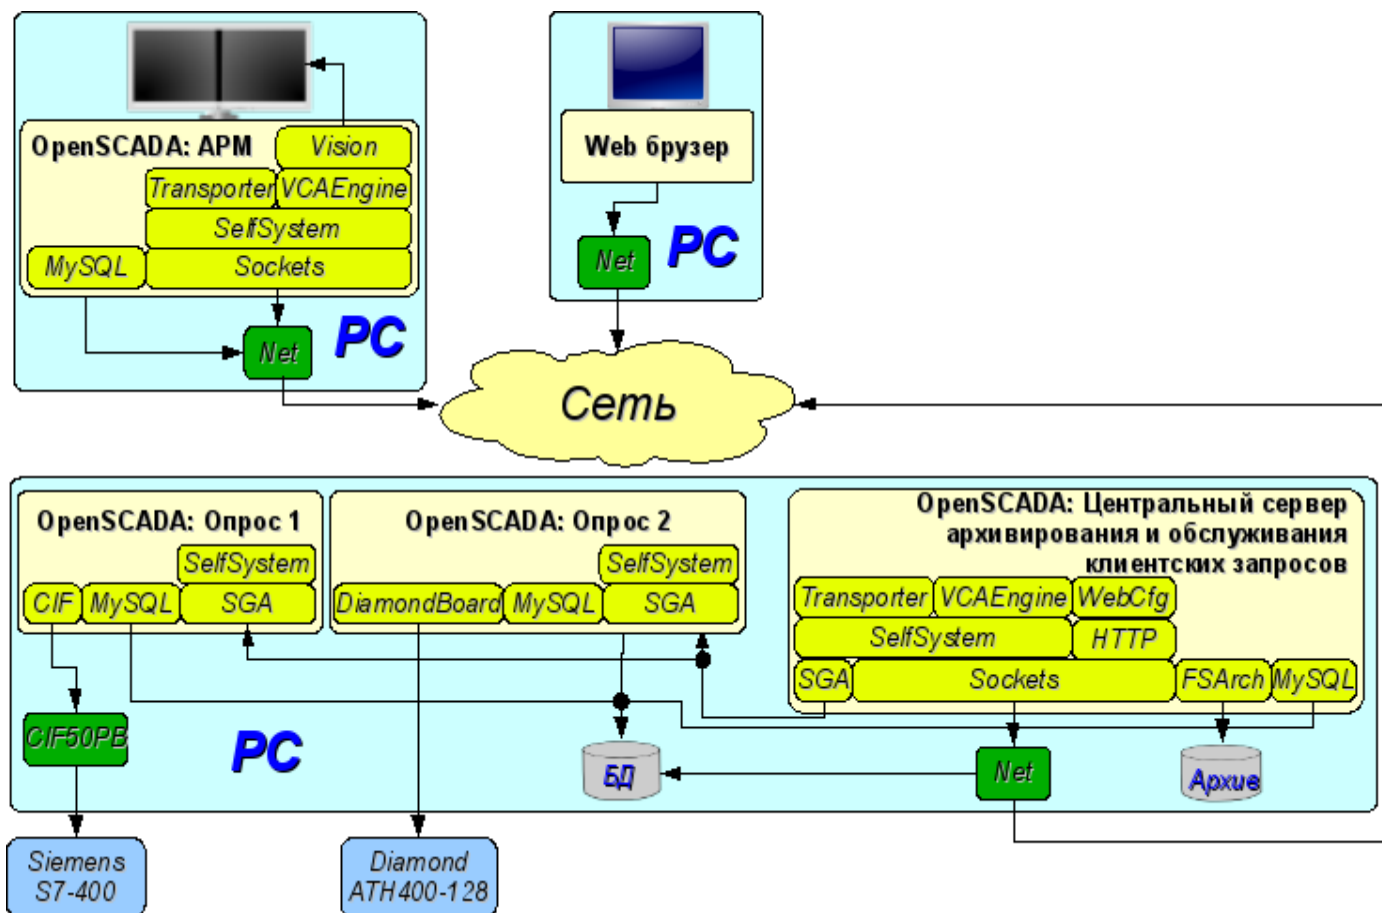 OpenSCADA: АРМ
Vision
Transporter
VCAEngine
SelfSystem
MySQL
Sockets
Net
PC
Web брузер
Net
PC
Сеть
OpenSCADA: Опрос 1
SelfSystem
CIF
MySQL
SGA
CIF50PB
PC
OpenSCADA: Опрос 2
SelfSystem
DiamondBoard
MySQL
SGA
БД
OpenSCADA: Центральный сервер
архивирования и обслуживания
клиентских запросов
Transporter
VCAEngine
WebCfg
SelfSystem
HTTP
SGA
Sockets
FSArch
MySQL
Net
Архив
Siemens
S7-400
Diamond
ATH400-128